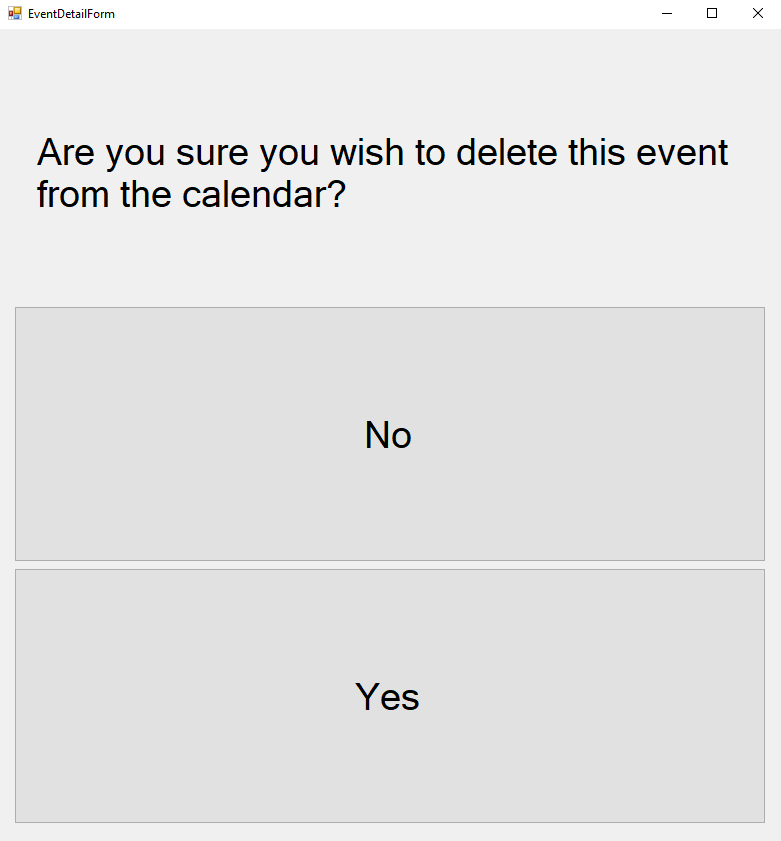 EventDetailForm
Are you sure you wish to delete this event
from the calendar?
No
Yes